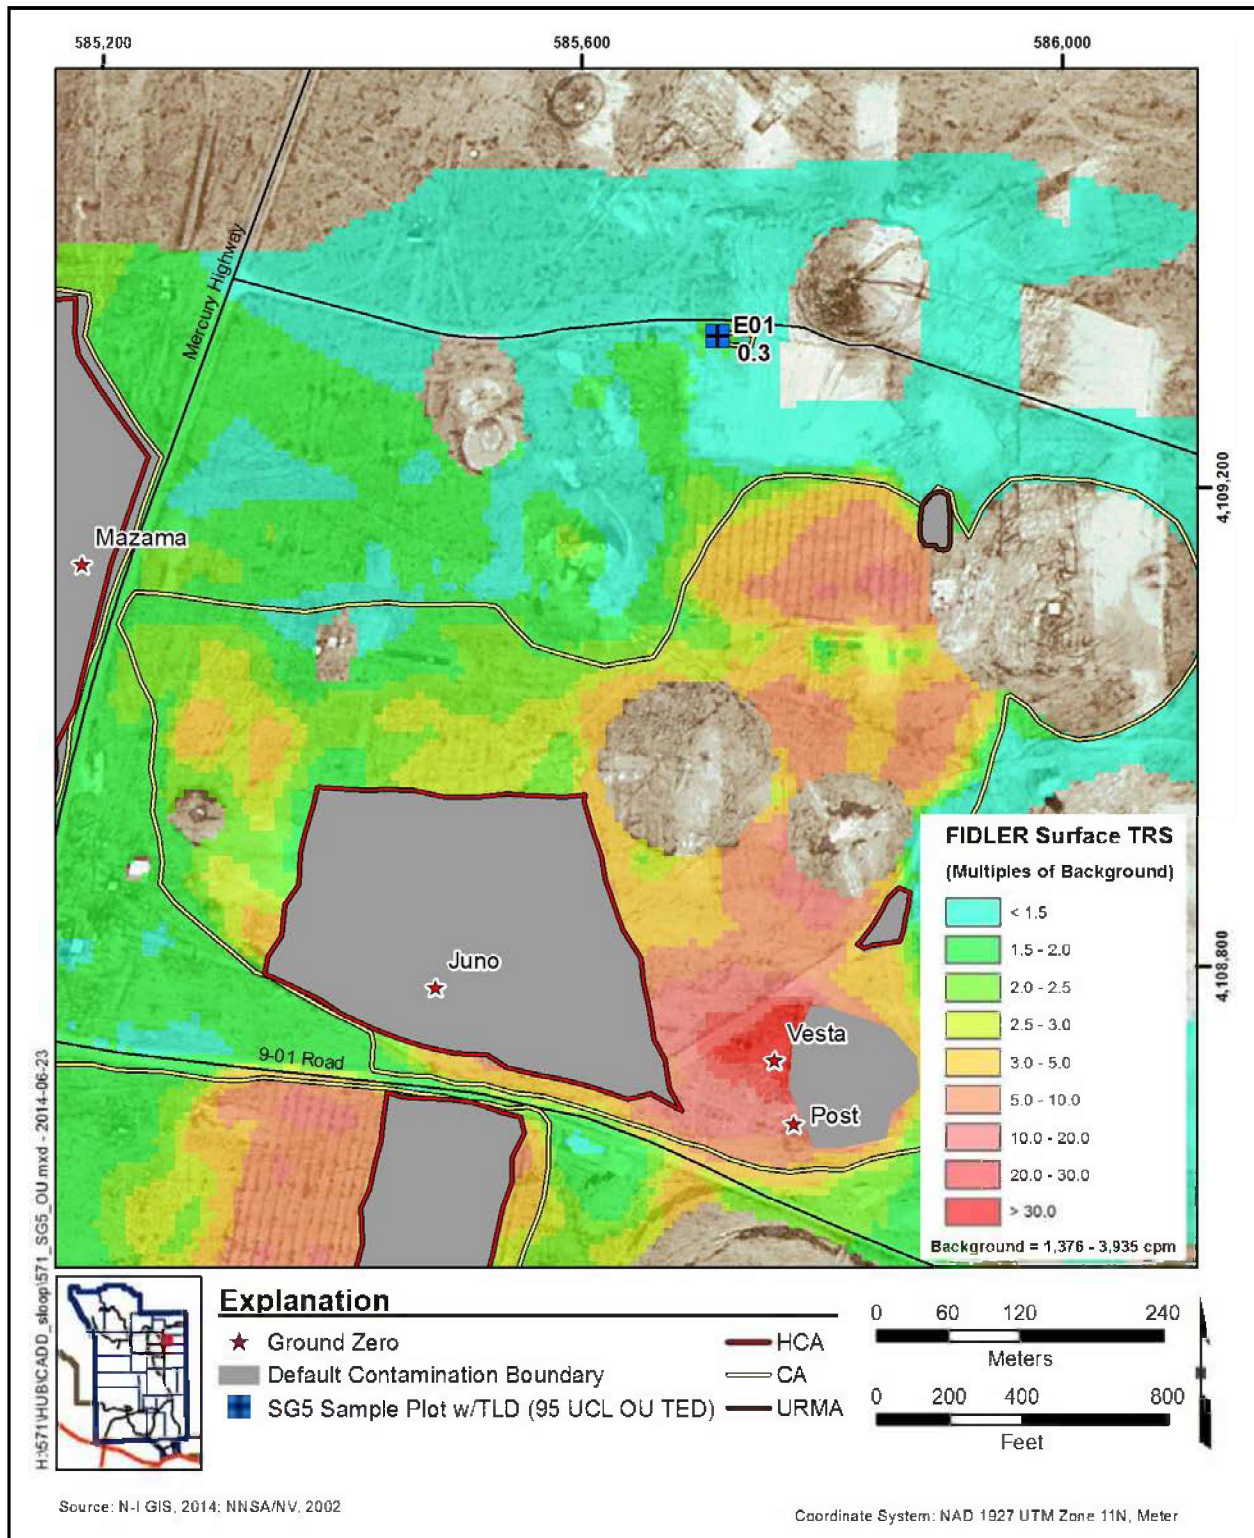 585,200 585,600 586,000
Mercury Highway
E01
0.3
4,109,200
Mazama
Juno
4,108,800
Vesta
9-01 Road
Post
FIDLER Surface TRS
(Multiples of Background)
< 1.5
1.5 - 2.0
2.0 - 2.5
2.5 - 3.0
3.0 - 5.0
5.0 - 10.0
10.0 - 20.0
20.0 - 30.0
> 30.0
Background = 1,376 - 3,935 cpm
H:\571\HUB\CADD_sloop\571_SG5_OU.mxd - 2014-06-23
Explanation
Ground Zero
Default Contamination Boundary
SG5 Sample Plot w/TLD (95 UCL OU TED)
HCA
CA
URMA
0 60 120 240
Meters
0 200 400 800
Feet
Source: N-I GIS, 2014; NNSA/NV, 2002
Coordinate System: NAD 1927 UTM Zone 11N, Meter